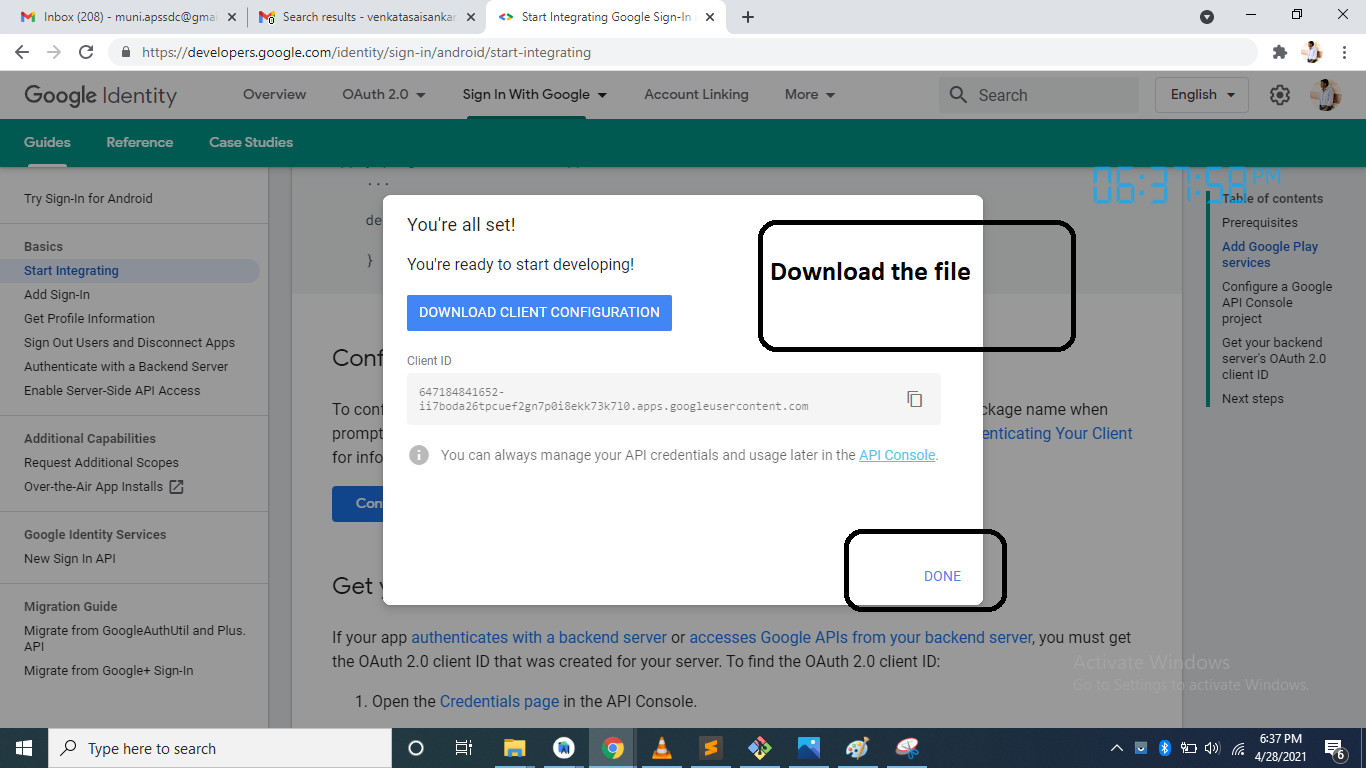 Inbox (208) - muni.apssdc@gmai
Search results - venkatasaisankar
Start Integrating Google Sign-In
https://developers.google.com/identity/sign-in/android/start-integrating
Google Identity
Overview
OAuth 2.0
Sign In With Google
Account Linking
More
Search
English
Guides
Reference
Case Studies
Try Sign-In for Android
Basics
Start Integrating
Add Sign-In
Get Profile Information
Sign Out Users and Disconnect Apps
Authenticate with a Backend Server
Enable Server-Side API Access
Additional Capabilities
Request Additional Scopes
Over-the-Air App Installs
Google Identity Services
New Sign In API
Migration Guide
Migrate from GoogleAuthUtil and Plus.
API
Migrate from Google+ Sign-In
...
de
}
Conf
To conf
prompt
for info
Con
Get y
You're all set!
You're ready to start developing!
DOWNLOAD CLIENT CONFIGURATION
Download the file
Client ID
647184841652-
ii7boda26tpcuef2gn7p0i8ekk73k7l0.apps.googleusercontent.com
You can always manage your API credentials and usage later in the API Console.
DONE
ckage name when
enticating Your Client
If your app authenticates with a backend server or accesses Google APIs from your backend server, you must get
the OAuth 2.0 client ID that was created for your server. To find the OAuth 2.0 client ID:
1. Open the Credentials page in the API Console.
06:37:58 PM
Table of contents
Prerequisites
Add Google Play
services
Configure a Google
API Console
project
Get your backend
server's OAuth 2.0
client ID
Next steps
Activate Windows
Go to Settings to activate Windows.
Type here to search
6:37 PM
4/28/2021
6